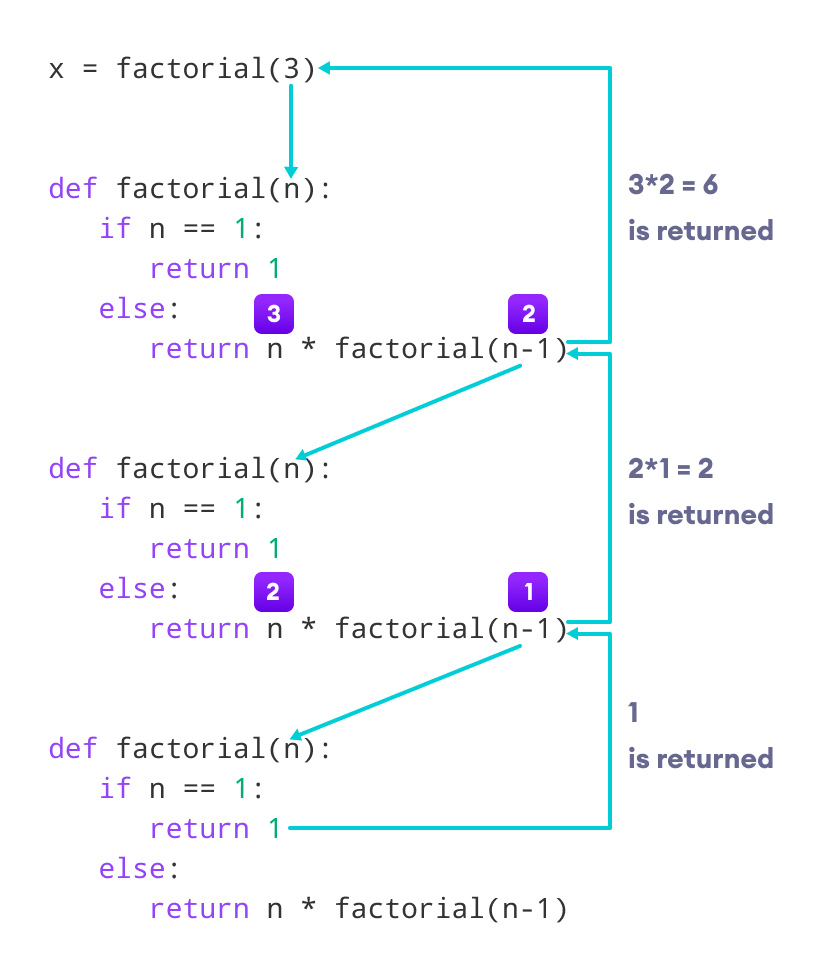 x = factorial(3)
def factorial(n):
3*2 = 6
if n == 1:
is returned
return 1
else:
3
2
return n * factorial(n-1)
def factorial(n):
2*1 = 2
if n == 1:
is returned
return 1
else:
2
1
return n * factorial(n-1)
1
def factorial(n):
is returned
if n == 1:
return 1
else:
return n * factorial(n-1)